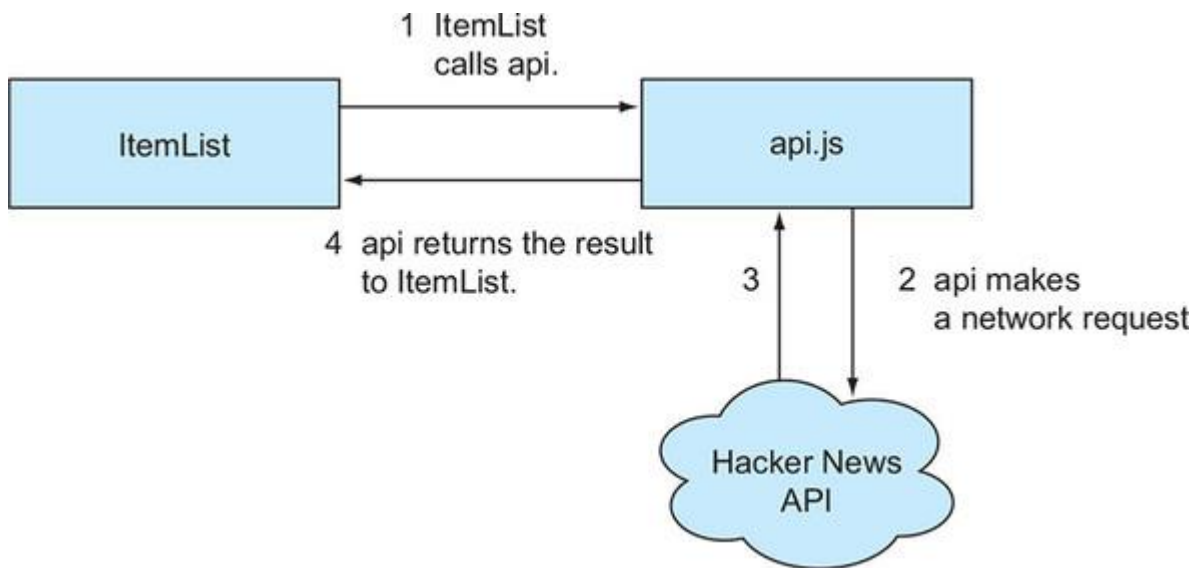 1 ItemList
calls api.
ItemList
api.js
4 api returns the result
to ItemList.
3
2 api makes
a network request
Hacker News
API